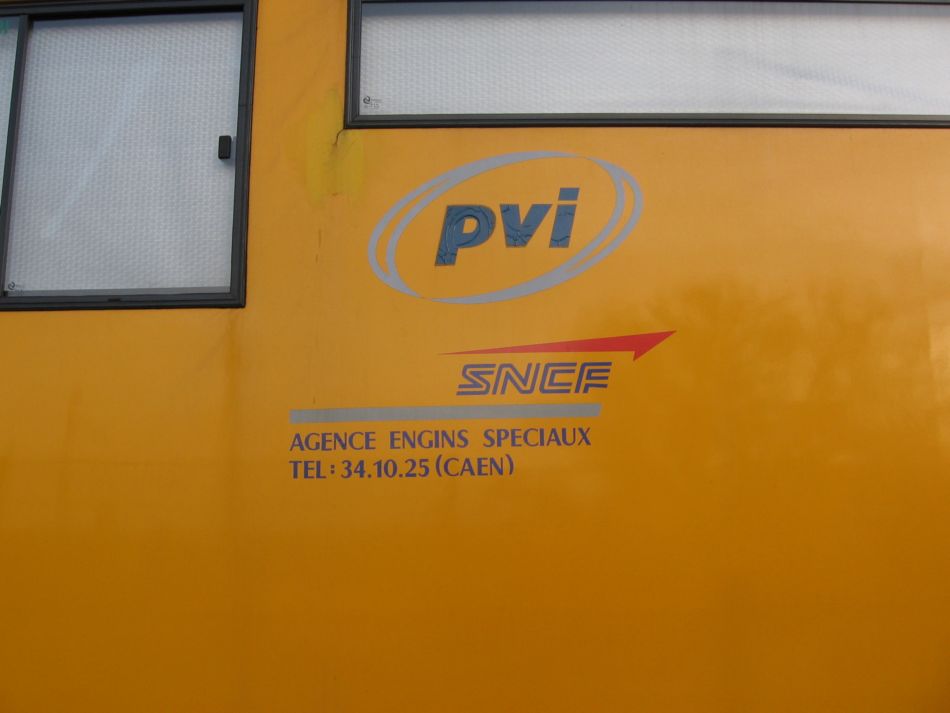 pvi
SNCF
AGENCE ENGINS SPECIAUX
TEL: 34.10.25 (CAEN)